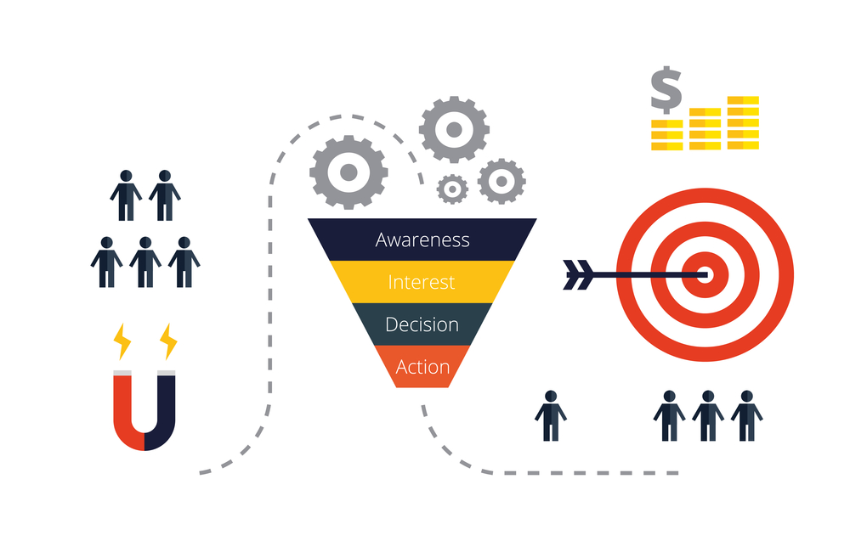 $
Awareness
Interest
Decision
Action